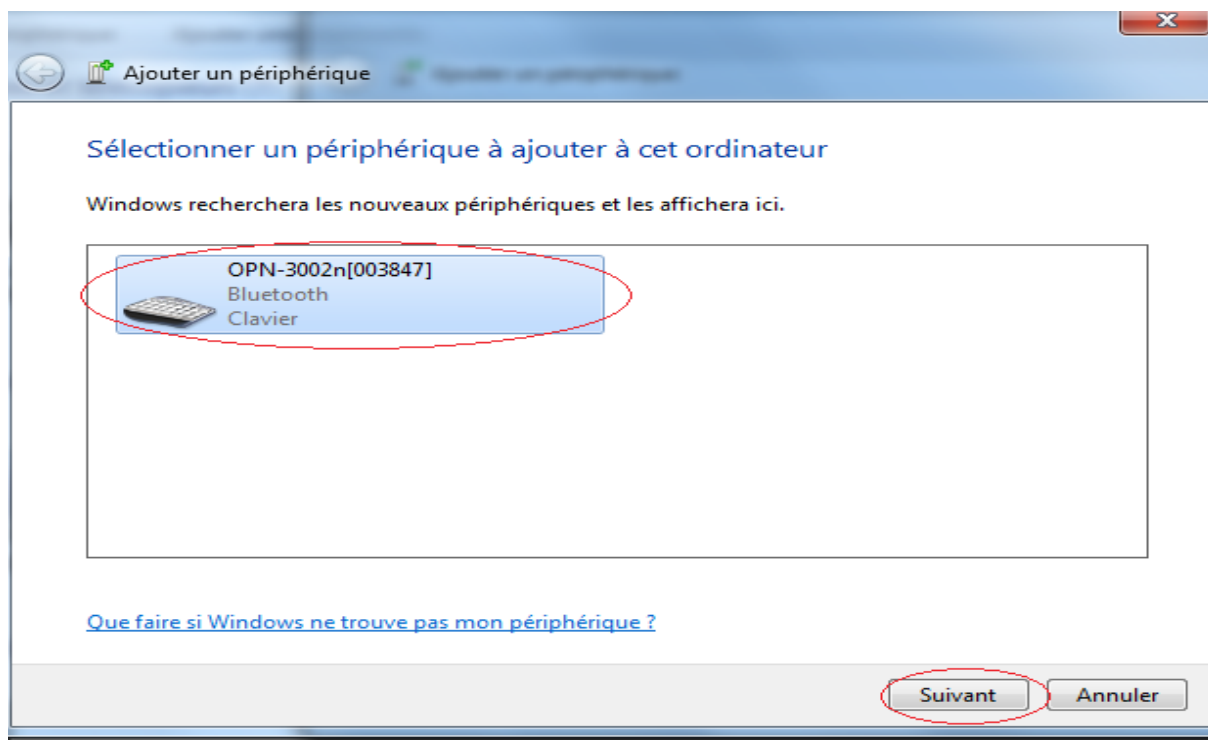 Ajouter un périphérique
Sélectionner un périphérique à ajouter à cet ordinateur
Windows recherchera les nouveaux périphériques et les affichera ici.
OPN-3002n[003847]
Bluetooth
Clavier
Que faire si Windows ne trouve pas mon périphérique ?
Suivant
Annuler